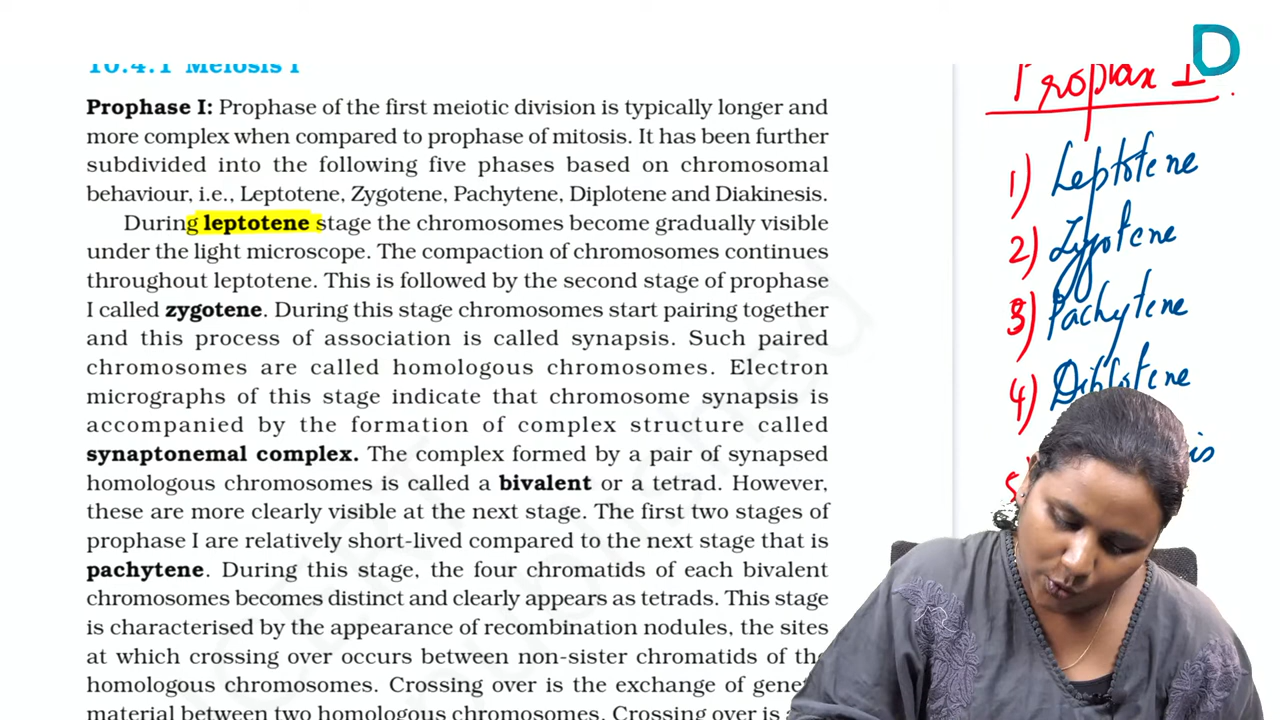 10.4.1 Meiosis I
Prophase I: Prophase of the first meiotic division is typically longer and
more complex when compared to prophase of mitosis. It has been further
subdivided into the following five phases based on chromosomal
behaviour, i.e., Leptotene, Zygotene, Pachytene, Diplotene and Diakinesis.
During leptotene stage the chromosomes become gradually visible
under the light microscope. The compaction of chromosomes continues
throughout leptotene. This is followed by the second stage of prophase
I called zygotene. During this stage chromosomes start pairing together
and this process of association is called synapsis. Such paired
chromosomes are called homologous chromosomes. Electron
micrographs of this stage indicate that chromosome synapsis is
accompanied by the formation of complex structure called
synaptonemal complex. The complex formed by a pair of synapsed
homologous chromosomes is called a bivalent or a tetrad. However,
these are more clearly visible at the next stage. The first two stages of
prophase I are relatively short-lived compared to the next stage that is
pachytene. During this stage, the four chromatids of each bivalent
chromosomes becomes distinct and clearly appears as tetrads. This stage
is characterised by the appearance of recombination nodules, the sites
at which crossing over occurs between non-sister chromatids of the
homologous chromosomes. Crossing over is the exchange of genet
material between two homologous chromosomes. Crossing over is a
D
I
1) Leptotene
2) Zygotene
3) Pachytene
4) Diplotene
5 is